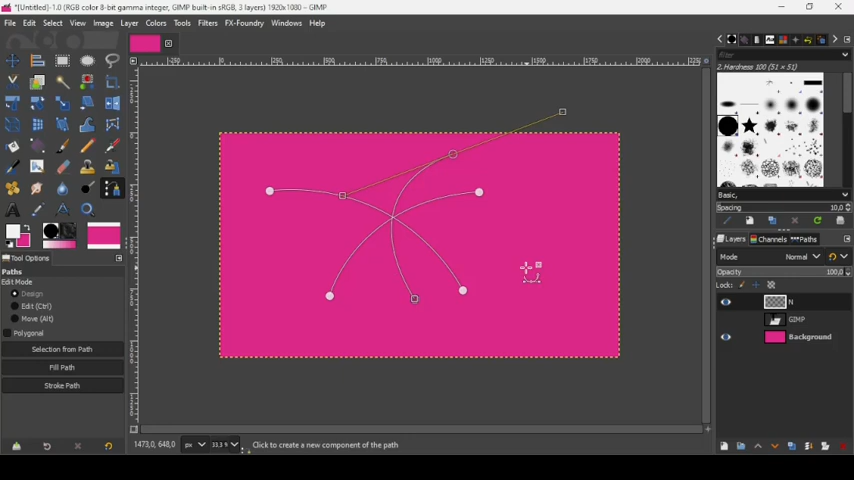 *[Untitled]-1.0 (RGB color 8-bit gamma integer, GIMP built-in sRGB, 3 layers) 1920x1080 – GIMP
File Edit Select View Image Layer Colors Tools Filters FX-Foundry Windows Help
filter
2. Hardness 100 (51 × 51)
Basic,
Spacing 10,0
Layers Channels Paths
Mode Normal
Opacity 100,0
Lock:
N
GIMP
Background
Tool Options
Paths
Edit Mode
Design
Edit (Ctrl)
Move (Alt)
Polygonal
Selection from Path
Fill Path
Stroke Path
1473,0, 648,0 px 33,3 % Click to create a new component of the path